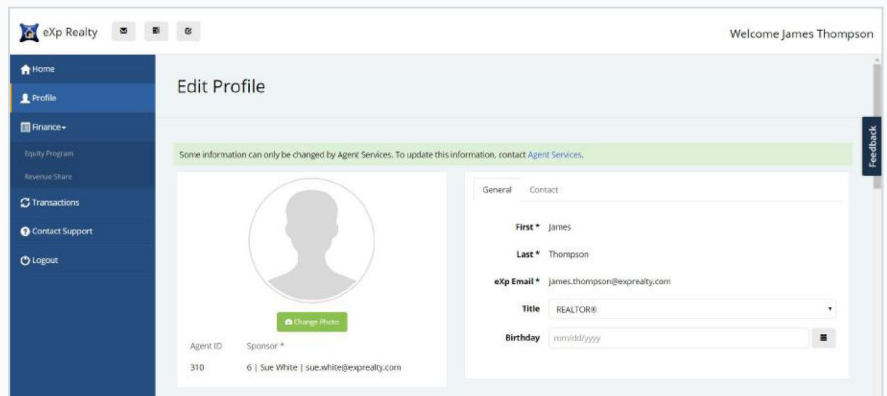 eXp Realty
Welcome James Thompson
Home
Profile
Finance
Equity Program
Revenue Share
Transactions
Contact Support
Logout
Edit Profile
Feedback
Some information can only be changed by Agent Services. To update this information, contact Agent Services.
Change Photo
Agent ID Sponsor *
310 6 | Sue White | sue.white@exprealty.com
General Contact
First * James
Last * Thompson
eXp Email * james.thompson@exprealty.com
Title REALTOR®
Birthday mm/dd/yyyy